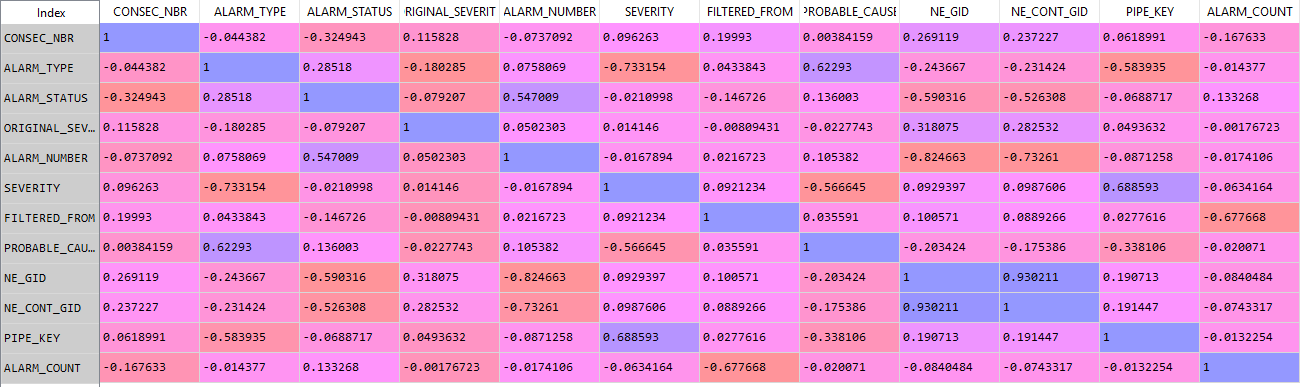 Index CONSEC_NBR ALARM_TYPE ALARM_STATUS RIGINAL_SEVERIT ALARM_NUMBER SEVERITY FILTERED_FROM PROBABLE_CAUSE NE_GID NE_CONT_GID PIPE_KEY ALARM_COUNT
CONSEC_NBR 1 -0.044382 -0.324943 0.115828 -0.0737092 0.096263 0.19993 0.00384159 0.269119 0.237227 0.0618991 -0.167633
ALARM_TYPE -0.044382 1 0.28518 -0.180285 0.0758069 -0.733154 0.0433843 0.62293 -0.243667 -0.231424 -0.583935 -0.014377
ALARM_STATUS -0.324943 0.28518 1 -0.079207 0.547009 -0.0210998 -0.146726 0.136003 -0.590316 -0.526308 -0.0688717 0.133268
ORIGINAL_SEV... 0.115828 -0.180285 -0.079207 1 0.0502303 0.014146 -0.00809431 -0.0227743 0.318075 0.282532 0.0493632 -0.00176723
ALARM_NUMBER -0.0737092 0.0758069 0.547009 0.0502303 1 -0.0167894 0.0216723 0.105382 -0.824663 -0.73261 -0.0871258 -0.0174106
SEVERITY 0.096263 -0.733154 -0.0210998 0.014146 -0.0167894 1 0.0921234 -0.566645 0.0929397 0.0987606 0.688593 -0.0634164
FILTERED_FROM 0.19993 0.0433843 -0.146726 -0.00809431 0.0216723 0.0921234 1 0.035591 0.100571 0.0889266 0.0277616 -0.677668
PROBABLE_CAU... 0.00384159 0.62293 0.136003 -0.0227743 0.105382 -0.566645 0.035591 1 -0.203424 -0.175386 -0.338106 -0.020071
NE_GID 0.269119 -0.243667 -0.590316 0.318075 -0.824663 0.0929397 0.100571 -0.203424 1 0.930211 0.190713 -0.0840484
NE_CONT_GID 0.237227 -0.231424 -0.526308 0.282532 -0.73261 0.0987606 0.0889266 -0.175386 0.930211 1 0.191447 -0.0743317
PIPE_KEY 0.0618991 -0.583935 -0.0688717 0.0493632 -0.0871258 0.688593 0.0277616 -0.338106 0.190713 0.191447 1 -0.0132254
ALARM_COUNT -0.167633 -0.014377 0.133268 -0.00176723 -0.0174106 -0.0634164 -0.677668 -0.020071 -0.0840484 -0.0743317 -0.0132254 1